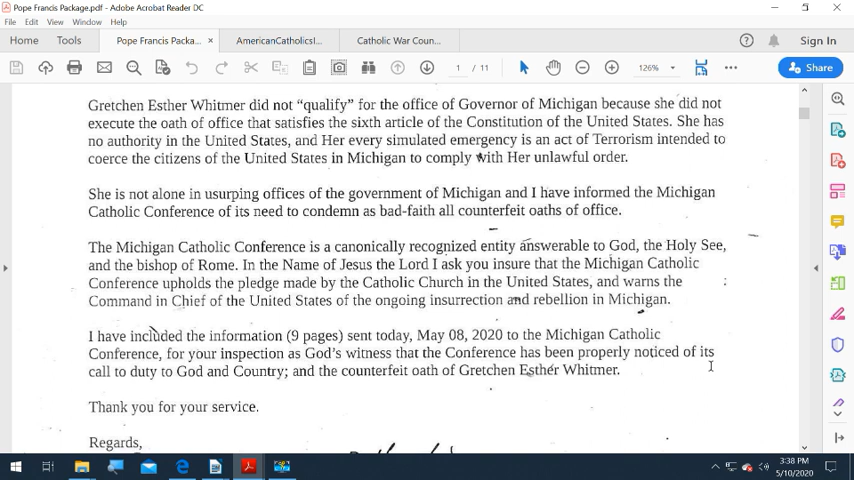 Pope Francis Package.pdf - Adobe Acrobat Reader DC
File Edit View Window Help
Home Tools Pope Francis Packa... × AmericanCatholicsI... Catholic War Coun... Sign In
1 / 11 126% Share
Gretchen Esther Whitmer did not “qualify” for the office of Governor of Michigan because she did not
execute the oath of office that satisfies the sixth article of the Constitution of the United States. She has
no authority in the United States, and Her every simulated emergency is an act of Terrorism intended to
coerce the citizens of the United States in Michigan to comply with Her unlawful order.
She is not alone in usurping offices of the government of Michigan and I have informed the Michigan
Catholic Conference of its need to condemn as bad-faith all counterfeit oaths of office.
The Michigan Catholic Conference is a canonically recognized entity answerable to God, the Holy See,
and the bishop of Rome. In the Name of Jesus the Lord I ask you insure that the Michigan Catholic
Conference upholds the pledge made by the Catholic Church in the United States, and warns the
Command in Chief of the United States of the ongoing insurrection and rebellion in Michigan.
I have included the information (9 pages) sent today, May 08, 2020 to the Michigan Catholic
Conference, for your inspection as God’s witness that the Conference has been properly noticed of its
call to duty to God and Country; and the counterfeit oath of Gretchen Esther Whitmer.
Thank you for your service.
Regards,
3:38 PM
5/10/2020